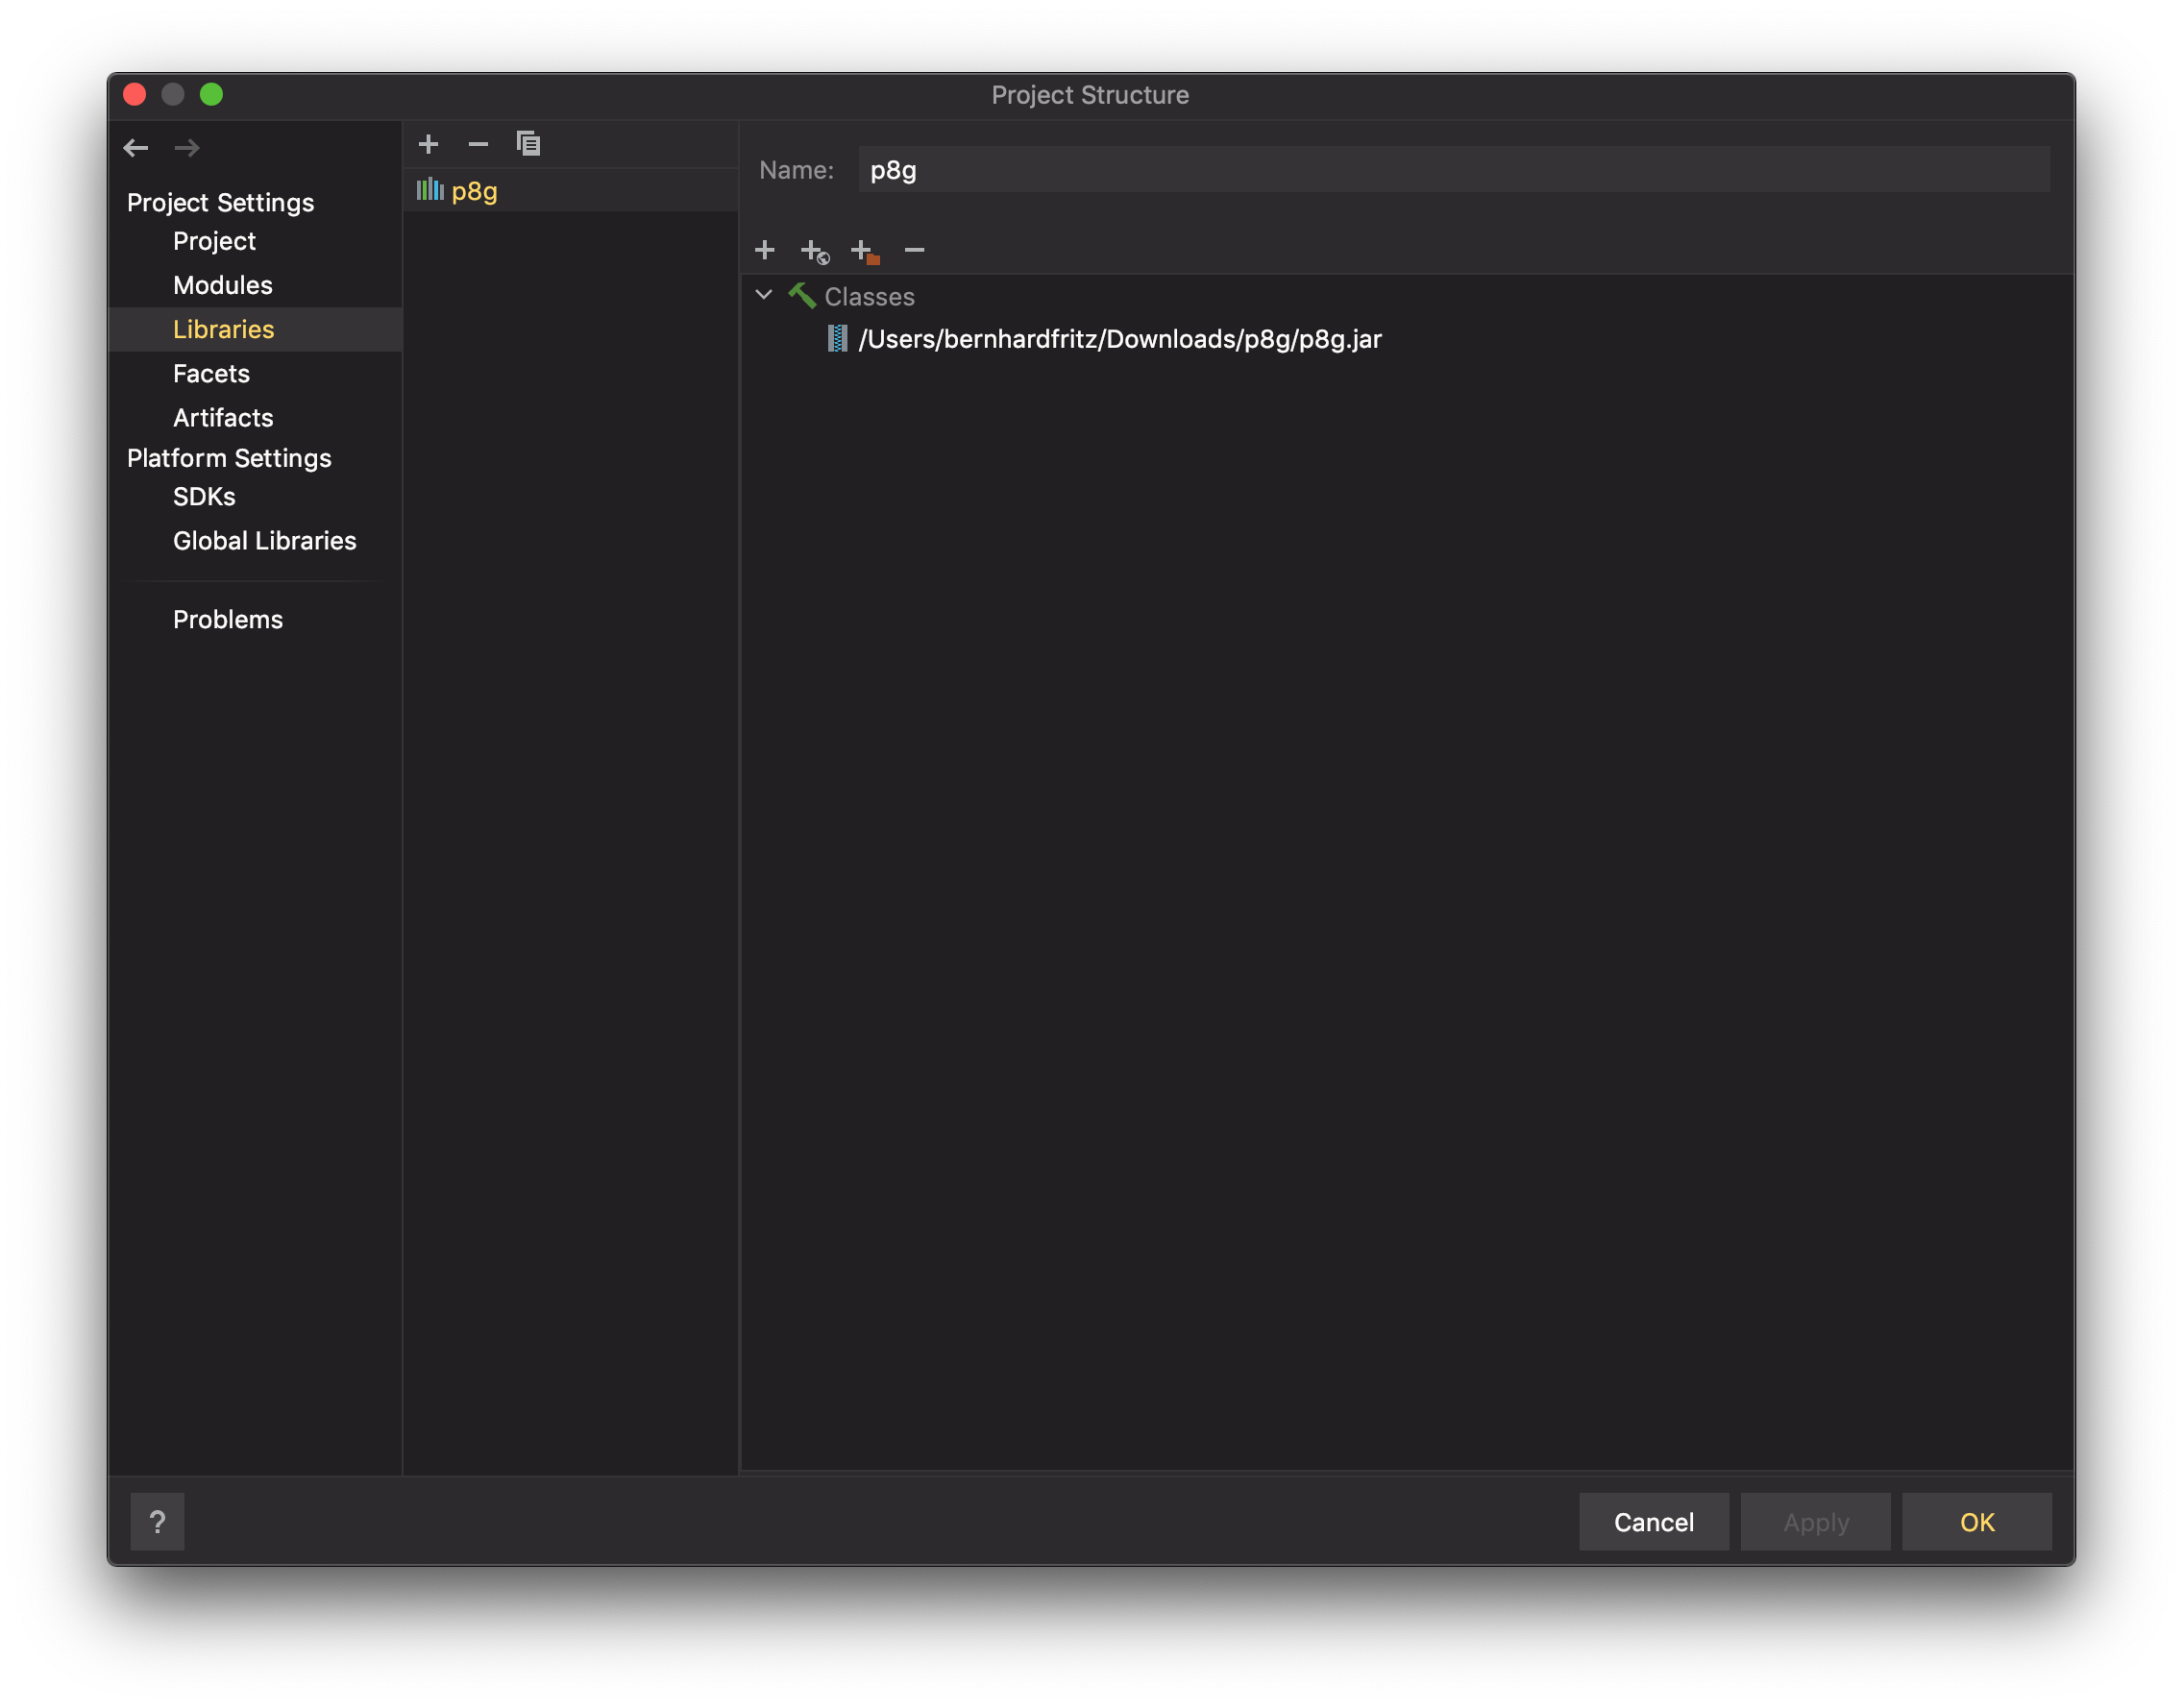 Project Structure
Project Settings
Project
Modules
Libraries
Facets
Artifacts
Platform Settings
SDKs
Global Libraries
Problems
p8g
Name: p8g
Classes
/Users/bernhardfritz/Downloads/p8g/p8g.jar
?
Cancel
Apply
OK